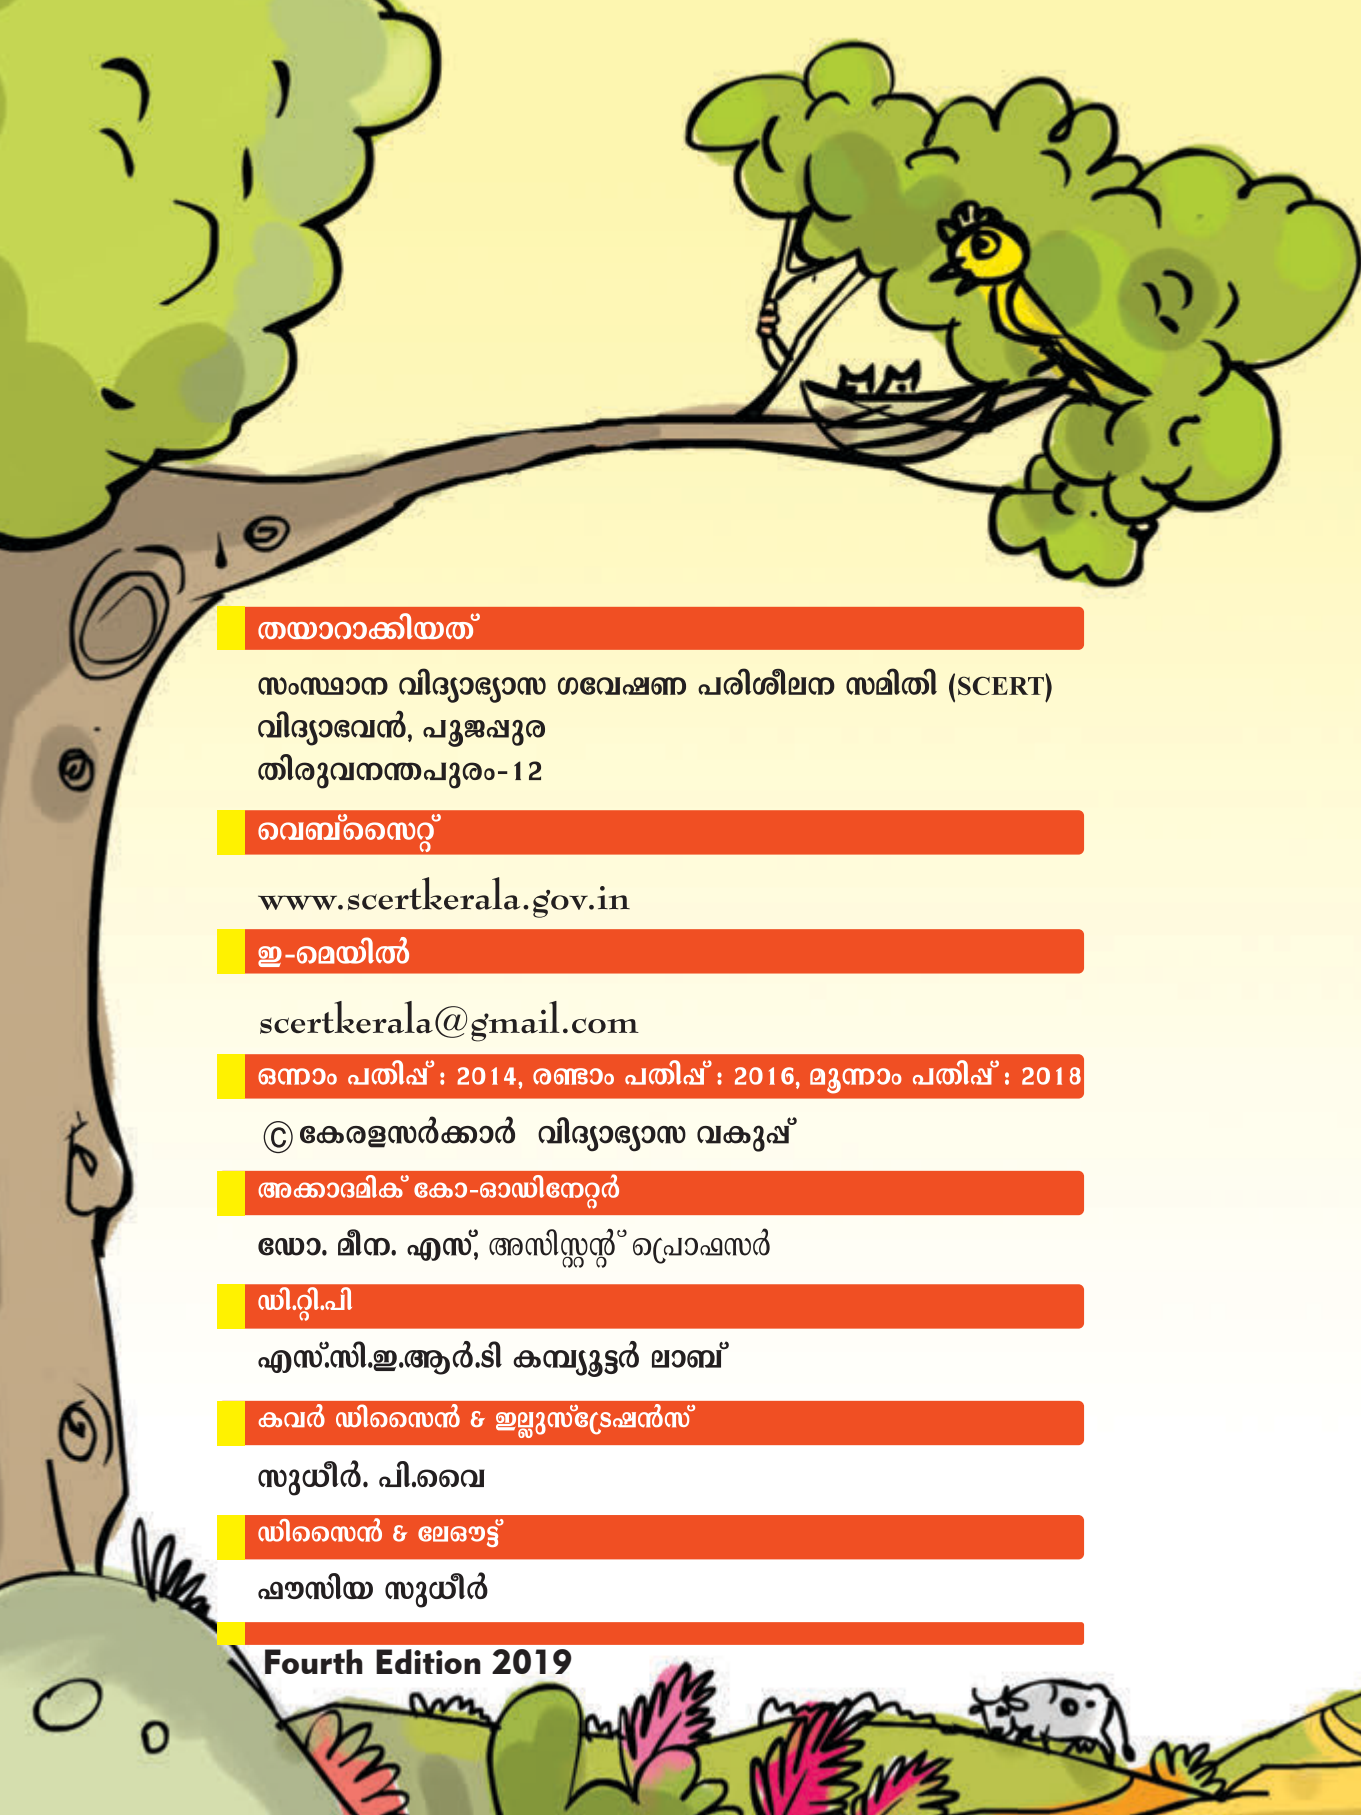 തയാറാക്കിയത്
സംസ്ഥാന വിദ്യാഭ്യാസ ഗവേഷണ പരിശീലന സമിതി (SCERT)
വിദ്യാഭവൻ, പൂജപ്പുര
തിരുവനന്തപുരം-12
വെബ്സൈറ്റ്
www.scertkerala.gov.in
ഇ-മെയിൽ
scertkerala@gmail.com
ഒന്നാം പതിപ്പ് : 2014, രണ്ടാം പതിപ്പ് : 2016, മൂന്നാം പതിപ്പ് : 2018
© കേരളസർക്കാർ വിദ്യാഭ്യാസ വകുപ്പ്
അക്കാദമിക് കോ-ഓഡിനേറ്റർ
ഡോ. മീന. എസ്, അസിസ്റ്റന്റ് പ്രൊഫസർ
ഡി.റ്റി.പി
എസ്.സി.ഇ.ആർ.ടി കമ്പ്യൂട്ടർ ലാബ്
കവർ ഡിസൈൻ & ഇല്ലുസ്ട്രേഷൻസ്
സുധീർ. പി.വൈ
ഡിസൈൻ & ലേഔട്ട്
ഫൗസിയ സുധീർ
Fourth Edition 2019